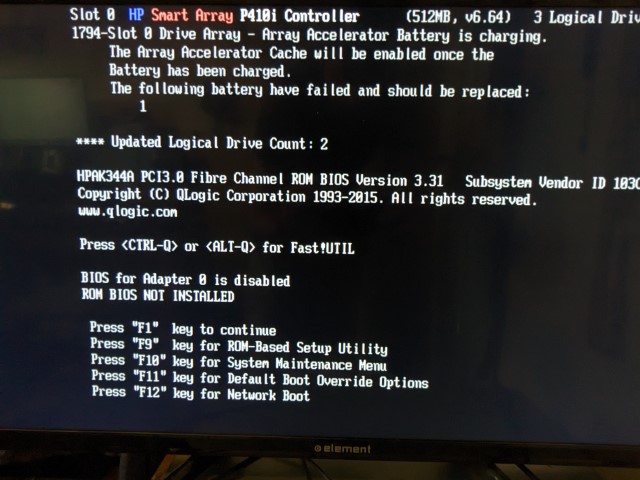 Slot 0 HP Smart Array P410i Controller (512MB, v6.64) 3 Logical
1794-Slot 0 Drive Array - Array Accelerator Battery is charging.
The Array Accelerator Cache will be enabled once the
Battery has been charged.
The following battery have failed and should be replaced:
1
**** Updated Logical Drive Count: 2
HPAK344A PCI3.0 Fibre Channel ROM BIOS Version 3.31 Subsystem Vendor ID 103C
Copyright (C) QLogic Corporation 1993-2015. All rights reserved.
www.qlogic.com
Press <CTRL-Q> or <ALT-Q> for Fast!UTIL
BIOS for Adapter 0 is disabled
ROM BIOS NOT INSTALLED
Press "F1" key to continue
Press "F9" key for ROM-Based Setup Utility
Press "F10" key for System Maintenance Menu
Press "F11" key for Default Boot Override Options
Press "F12" key for Network Boot
element